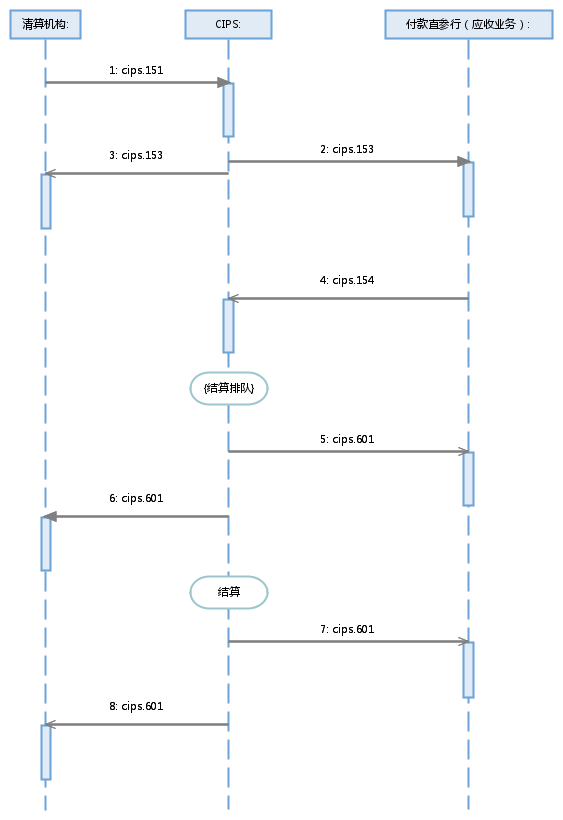 清算机构:
CIPS:
付款直参行（应收业务）:
1: cips.151
2: cips.153
3: cips.153
4: cips.154
{结算排队}
5: cips.601
6: cips.601
结算
7: cips.601
8: cips.601